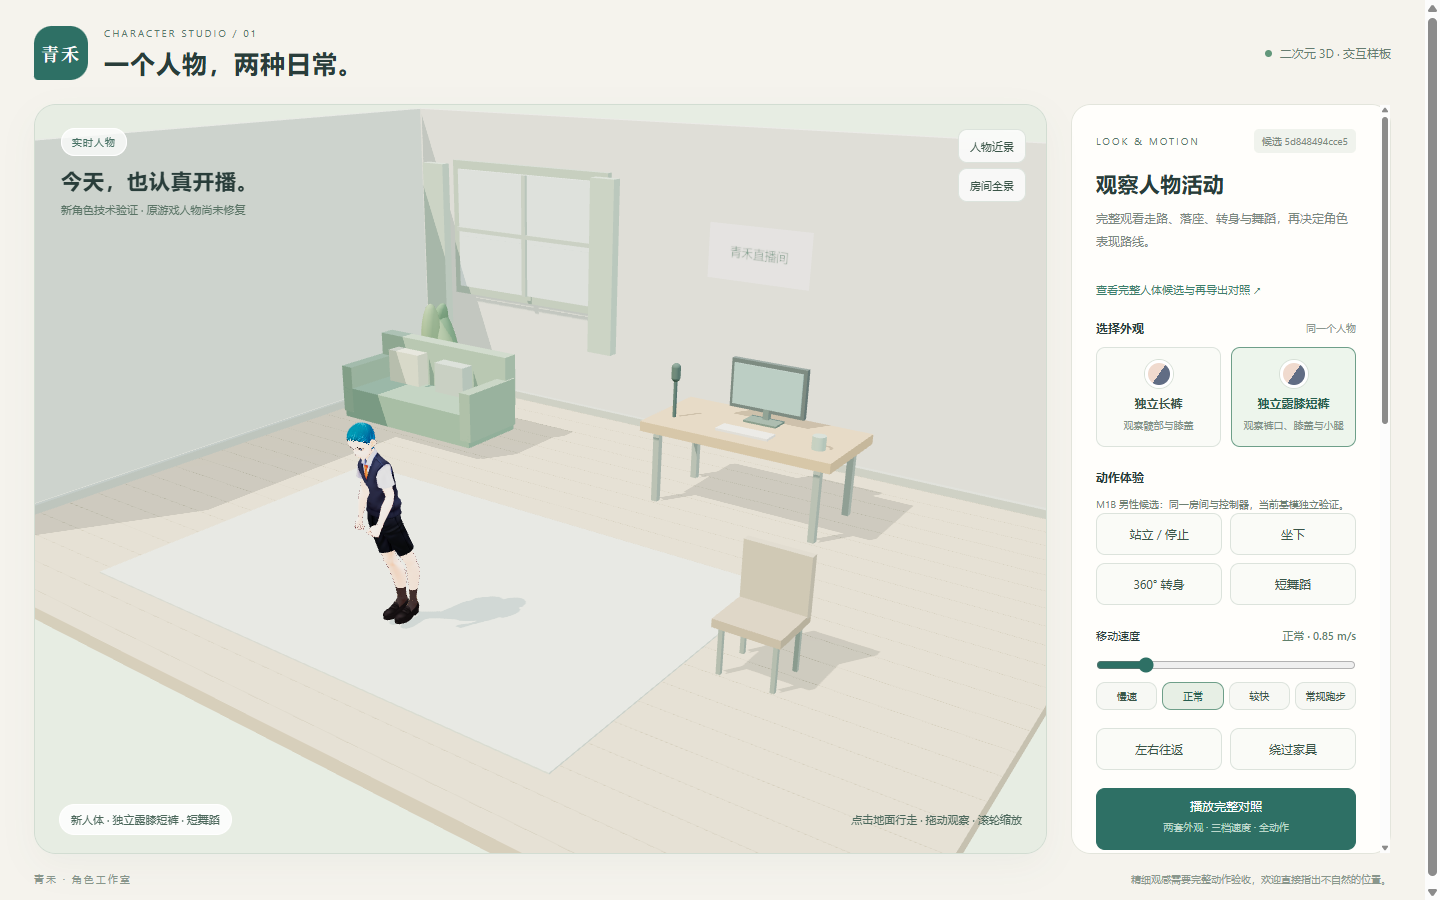 青禾
CHARACTER STUDIO / 01
一个人物，两种日常。
二次元 3D · 交互样板
实时人物
今天，也认真开播。
新角色技术验证 · 原游戏人物尚未修复
人物近景
房间全景
青禾直播间
新人体 · 独立露膝短裤 · 短舞蹈
点击地面行走 · 拖动观察 · 滚轮缩放
LOOK & MOTION
候选 5d848494cce5
观察人物活动
完整观看走路、落座、转身与舞蹈，再决定角色
表现路线。
查看完整人体候选与再导出对照 ↗
选择外观
同一个人物
独立长裤
观察髋部与膝盖
独立露膝短裤
观察裤口、膝盖与小腿
动作体验
M1B 男性候选：同一房间与控制器，当前基模独立验证。
站立 / 停止
坐下
360° 转身
短舞蹈
移动速度
正常 · 0.85 m/s
慢速
正常
较快
常规跑步
左右往返
绕过家具
播放完整对照
两套外观 · 三档速度 · 全动作
青禾 · 角色工作室
精细观感需要完整动作验收，欢迎直接指出不自然的位置。